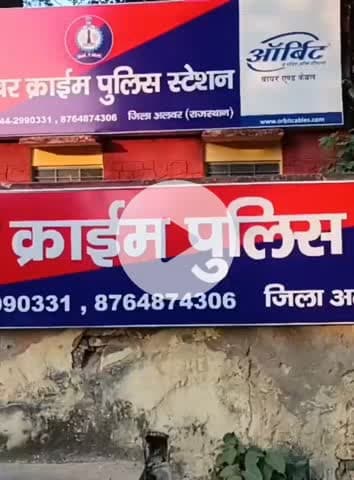 ऑर्बिट
वायर एण्ड केबल
क्राईम पुलिस स्टेशन
44-2990331 , 8764874306 जिला अलवर (राजस्थान)
www.orbitcables.com
क्राईम पुलिस
990331 , 8764874306 जिला